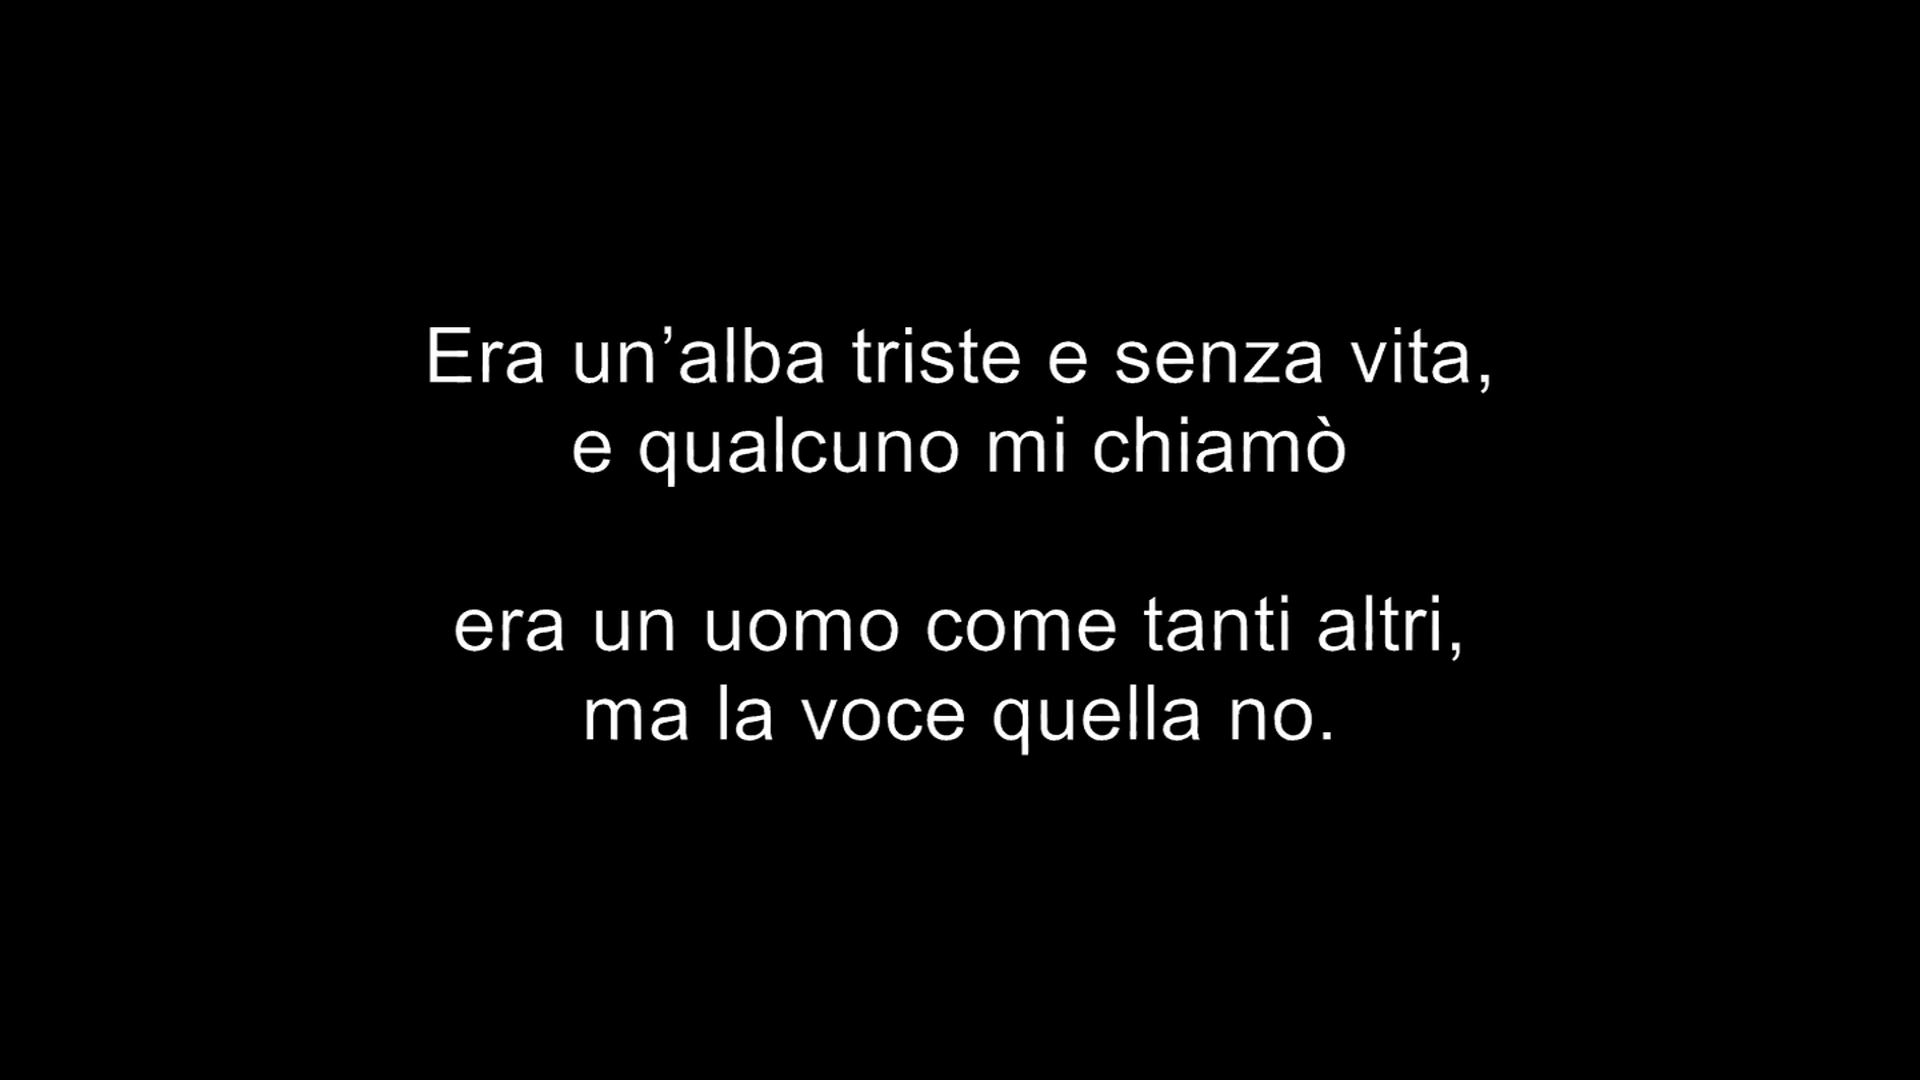 Era un’alba triste e senza vita,
e qualcuno mi chiamò
era un uomo come tanti altri,
ma la voce quella no.